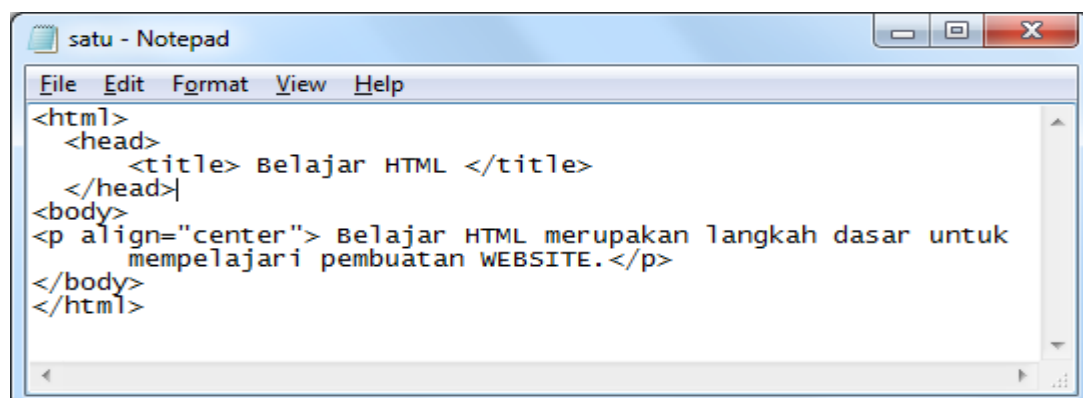 satu - Notepad
File Edit Format View Help
<html>
<head>
<title> Belajar HTML </title>
</head>
<body>
<p align="center"> Belajar HTML merupakan langkah dasar untuk
mempelajari pembuatan WEBSITE.</p>
</body>
</html>